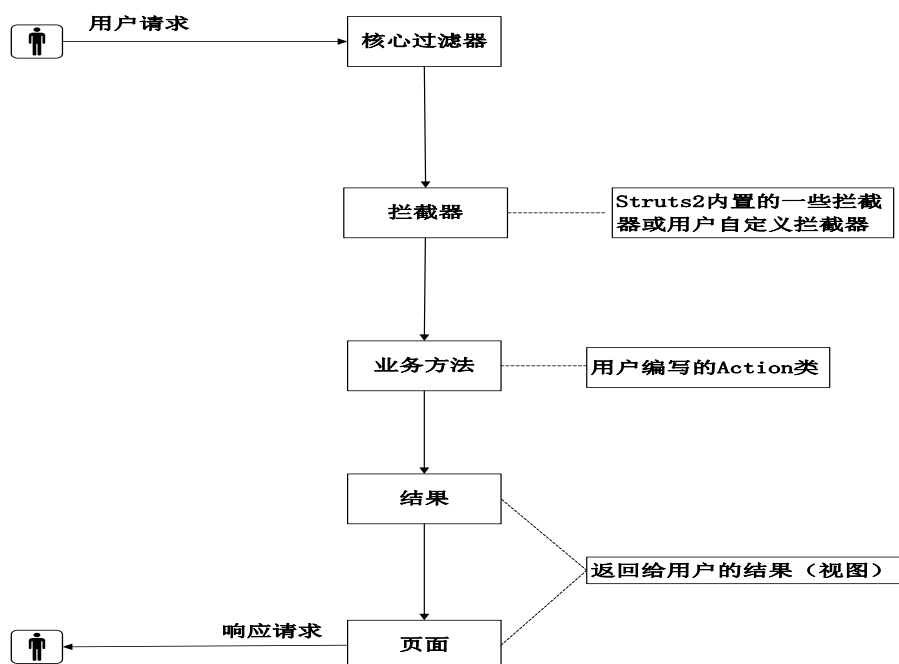 用户请求
核心过滤器
拦截器
Struts2内置的一些拦截
器或用户自定义拦截器
业务方法
用户编写的Action类
结果
返回给用户的结果（视图）
响应请求
页面